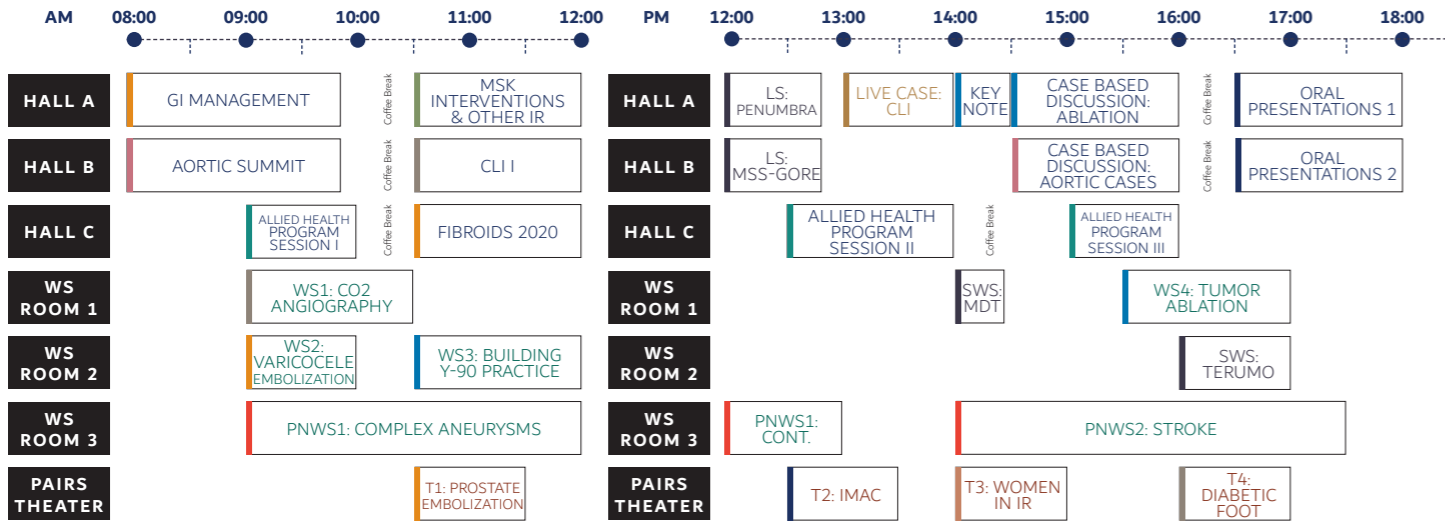 AM 08:00 09:00 10:00 11:00 12:00 PM 12:00 13:00 14:00 15:00 16:00 17:00 18:00
HALL A
GI MANAGEMENT
Coffee Break
MSK
INTERVENTIONS
& OTHER IR
HALL A
LS:
PENUMBRA
LIVE CASE:
CLI
KEY
NOTE
CASE BASED
DISCUSSION:
ABLATION
Coffee Break
ORAL
PRESENTATIONS 1
HALL B
AORTIC SUMMIT
Coffee Break
CLI I
HALL B
LS:
MSS-GORE
CASE BASED
DISCUSSION:
AORTIC CASES
Coffee Break
ORAL
PRESENTATIONS 2
HALL C
ALLIED HEALTH
PROGRAM
SESSION I
Coffee Break
FIBROIDS 2020
HALL C
ALLIED HEALTH
PROGRAM
SESSION II
Coffee Break
ALLIED HEALTH
PROGRAM
SESSION III
WS
ROOM 1
WS1: CO2
ANGIOGRAPHY
WS
ROOM 1
SWS:
MDT
WS4: TUMOR
ABLATION
WS
ROOM 2
WS2:
VARICOCELE
EMBOLIZATION
WS3: BUILDING
Y-90 PRACTICE
WS
ROOM 2
SWS:
TERUMO
WS
ROOM 3
PNWS1: COMPLEX ANEURYSMS
WS
ROOM 3
PNWS1:
CONT.
PNWS2: STROKE
PAIRS
THEATER
T1: PROSTATE
EMBOLIZATION
PAIRS
THEATER
T2: IMAC
T3: WOMEN
IN IR
T4:
DIABETIC
FOOT